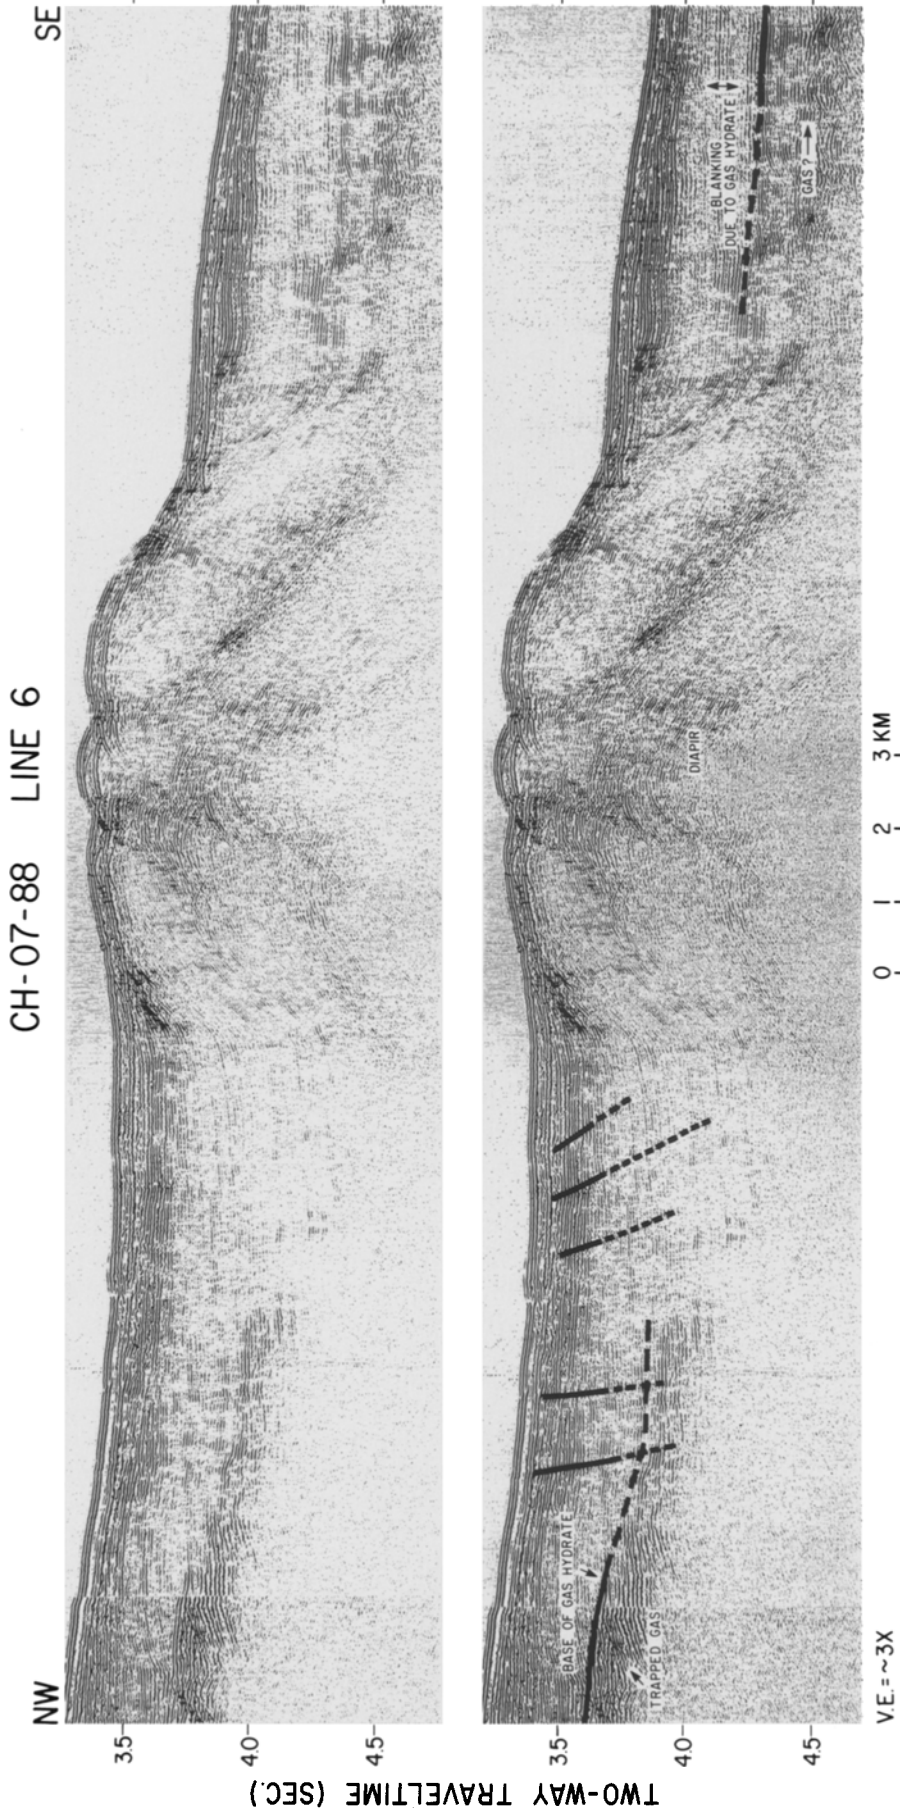 CH-07-88 LINE 6
NW
SE
3.5
4.0
4.5
TWO-WAY TRAVELTIME (SEC.)
3.5
4.0
4.5
BASE OF GAS HYDRATE
TRAPPED GAS
DIAPIR
BLANKING
DUE TO GAS HYDRATE
GAS?
V.E. = ~3X
0 1 2 3 KM